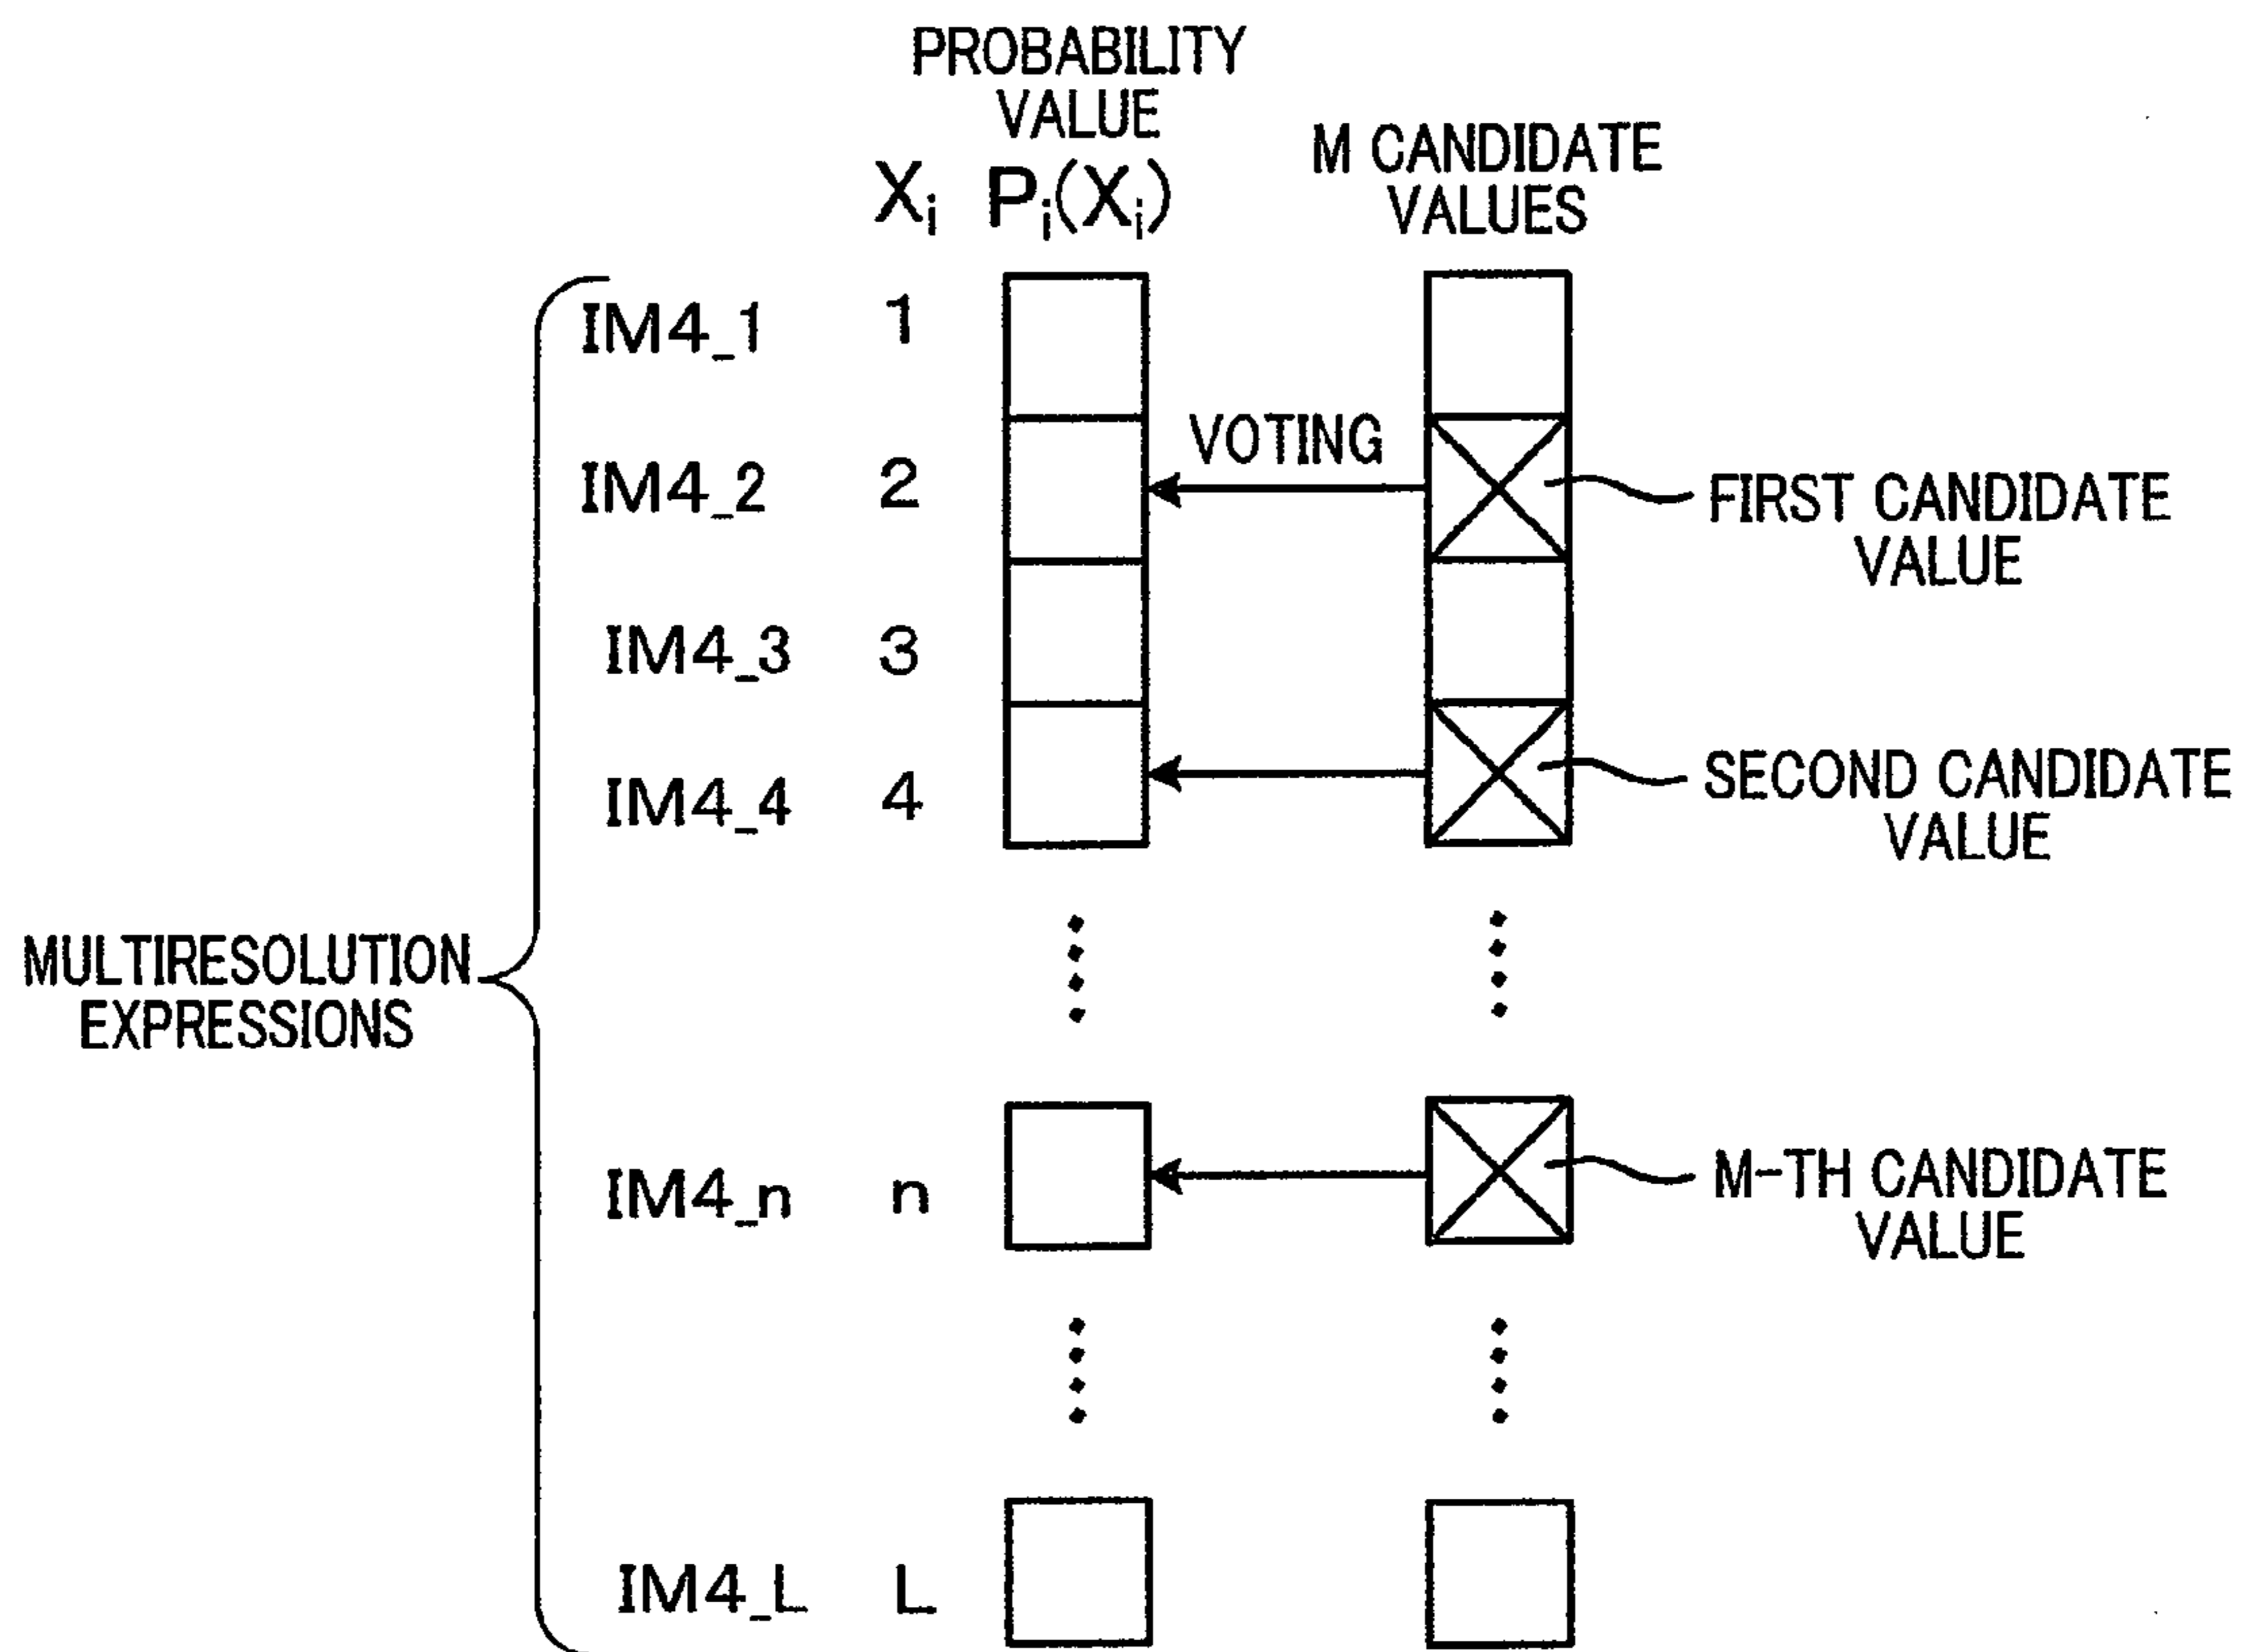 PROBABILITY
VALUE
M CANDIDATE
VALUES
Xi Pi(Xi)
IM4_1 1
VOTING
IM4_2 2
FIRST CANDIDATE
VALUE
IM4_3 3
IM4_4 4
SECOND CANDIDATE
VALUE
MULTIRESOLUTION
EXPRESSIONS
IM4_n n
M-TH CANDIDATE
VALUE
IM4_L L